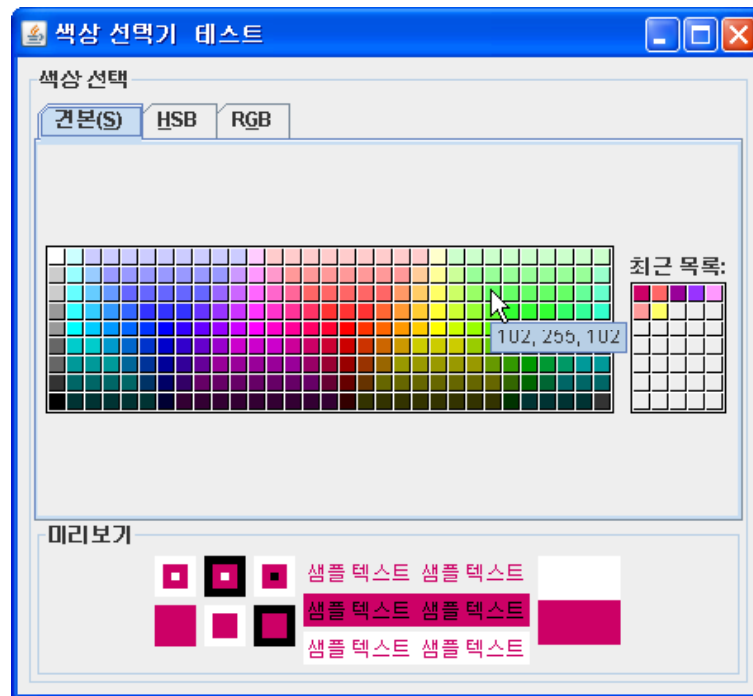 색상 선택기 테스트
색상 선택
견본(S) HSB RGB
최근 목록:
102, 255, 102
미리 보기
샘플 텍스트 샘플 텍스트
샘플 텍스트 샘플 텍스트
샘플 텍스트 샘플 텍스트